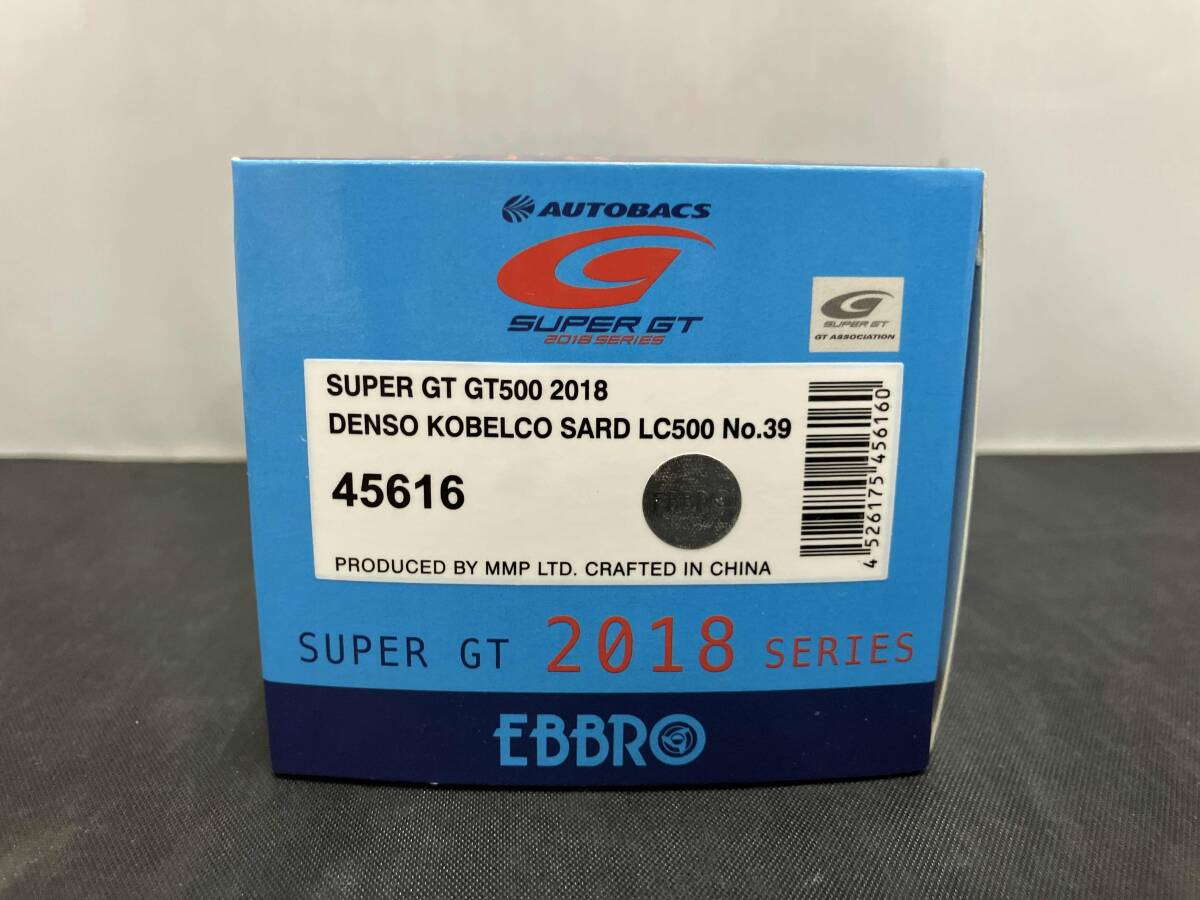 AUTOBACS
SUPER GT
2018 SERIES
SUPER GT
GT ASSOCIATION
SUPER GT GT500 2018
DENSO KOBELCO SARD LC500 No.39
45616
EBBRO
4 526175 456160
PRODUCED BY MMP LTD. CRAFTED IN CHINA
SUPER GT 2018 SERIES
EBBRO